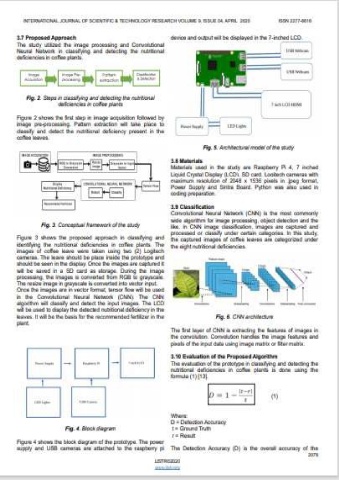 INTERNATIONAL JOURNAL OF SCIENTIFIC & TECHNOLOGY RESEARCH VOLUME 9, ISSUE 04, APRIL 2020 ISSN 2277-8616
3.7 Proposed Approach
The study utilized the image processing and Convolutional
Neural Network in classifying and detecting the nutritional
deficiencies in coffee plants.
Image Acquisition
Image Pre-processing
Pattern extraction
Classification & Detection
Fig. 2. Steps in classifying and detecting the nutritional
deficiencies in coffee plants
Figure 2 shows the first step in image acquisition followed by
image pre-processing. Pattern extraction will take place to
classify and detect the nutritional deficiency present in the
coffee leaves.
IMAGE ACQUISITION
IMAGE PREPROCESSING
CONVOLUTIONAL NEURAL NETWORK
Fig. 3. Conceptual framework of the study
Figure 3 shows the proposed approach in classifying and
identifying the nutritional deficiencies in coffee plants. The
images of coffee leave were taken using two (2) Logitech
cameras. The leave should be place inside the prototype and
should be seen in the display. Once the images are captured it
will be saved in a SD card as storage. During the image
processing, the images is converted from RGB to grayscale.
The resize image in grayscale is converted into vector input.
Once the images are in vector format, tensor flow will be used
in the Convolutional Neural Network (CNN). The CNN
algorithm will classify and detect the input images. The LCD
will be used to display the detected nutritional deficiency in the
leaves. It will be the basis for the recommended fertilizer in the
plant.
Power Supply
Raspberry Pi
LED Lights
USB Camera
Fig. 4. Block diagram
Figure 4 shows the block diagram of the prototype. The power
supply and USB cameras are attached to the raspberry pi
device and output will be displayed in the 7-inched LCD.
USB Webcam
USB Webcam
7 inch LCD HDMI
Power Supply
LED Lights
Fig. 5. Architectural model of the study
3.8 Materials
Materials used in the study are Raspberry Pi 4, 7 inched
Liquid Crystal Display (LCD), SD card, Logitech cameras with
maximum resolution of 2048 x 1536 pixels in .jpeg format,
Power Supply and Strite Board. Python was also used in
coding preparation.
3.9 Classification
Convolutional Neural Network (CNN) is the most commonly
wide algorithm for image processing, object detection and the
like. In CNN image classification, images are captured and
processed or classify under certain categories. In this study,
the captured images of coffee leaves are categorized under
the eight nutritional deficiencies.
Fig. 6. CNN architecture
The first layer of CNN is extracting the features of images in
the convolution. Convolution handles the image features and
pixels of the input data using image matrix or filter matrix.
3.10 Evaluation of the Proposed Algorithm
The evaluation of the prototype in classifying and detecting the
nutritional deficiencies in coffee plants is done using the
formula (1) [13].
D = 1 − |t−r| / t (1)
Where:
D = Detection Accuracy
t = Ground Truth
r = Result
The Detection Accuracy (D) is the overall accuracy of the
IJSTR©2020
www.ijstr.org